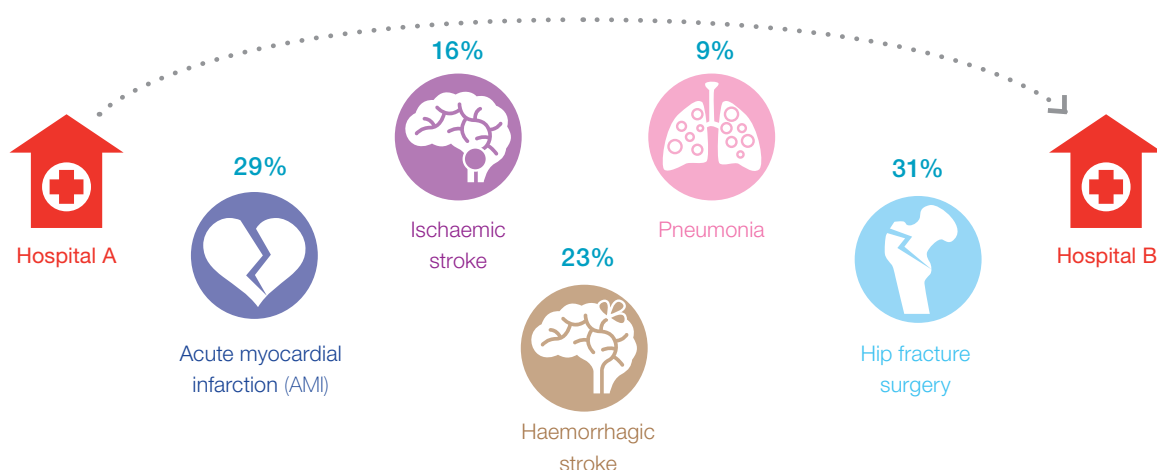 16%
9%
29%
31%
Hospital A
Ischaemic
stroke
Pneumonia
Hospital B
23%
Acute myocardial
infarction (AMI)
Hip fracture
surgery
Haemorrhagic
stroke